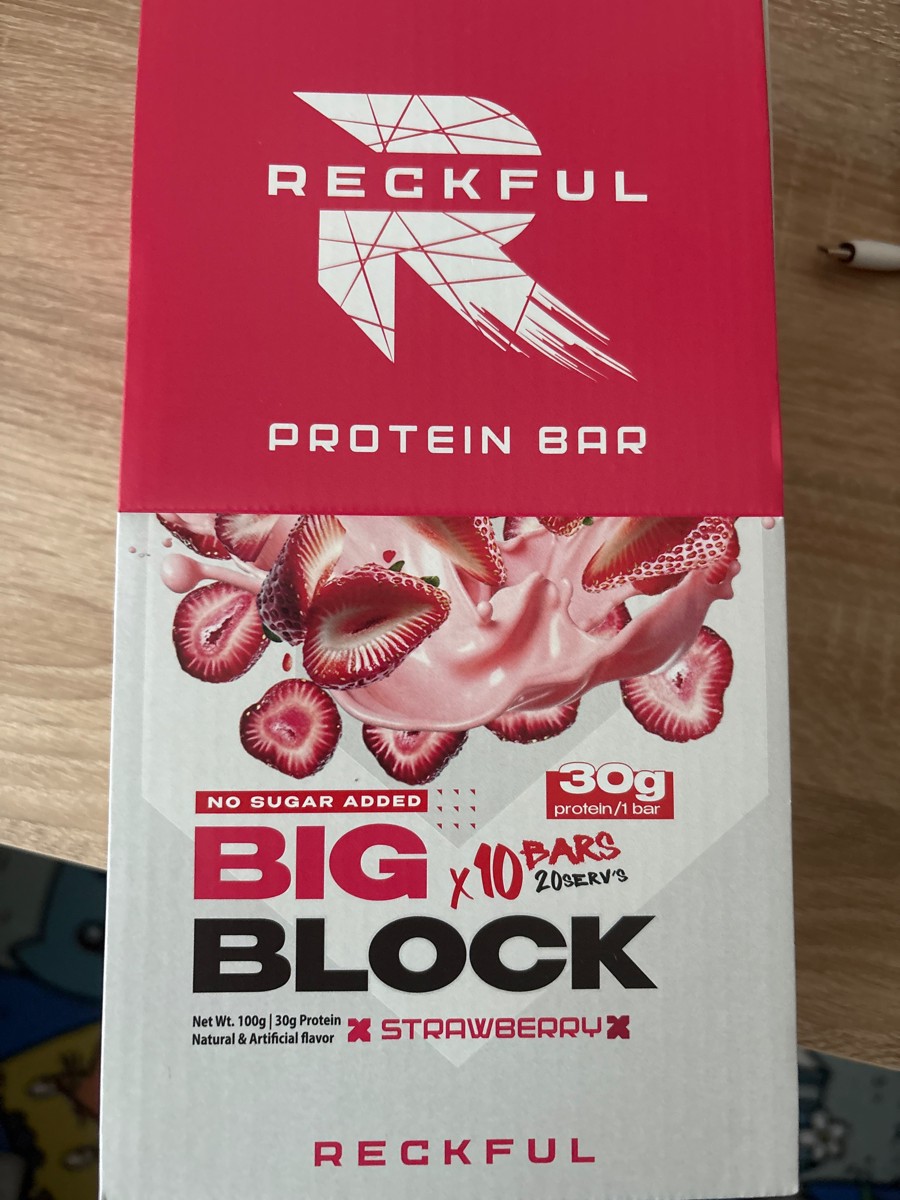 RECKFUL
PROTEIN BAR
NO SUGAR ADDED
30g
protein/1 bar
BIG
x10 BARS
20SERV'S
BLOCK
Net Wt. 100g | 30g Protein
Natural & Artificial flavor
STRAWBERRY
RECKFUL